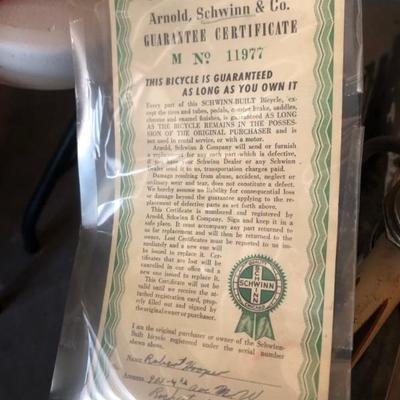 Arnold, Schwinn & Co.
GUARANTEE CERTIFICATE
M Nº 11977
THIS BICYCLE IS GUARANTEED
AS LONG AS YOU OWN IT
Every part of this SCHWINN-BUILT Bicycle, ex-
cept the tires and tubes, pedals, coaster brake, saddles,
chrome and enamel finishes, is guaranteed AS LONG
AS THE BICYCLE REMAINS IN THE POSSES-
SION OF THE ORIGINAL PURCHASER and is
not used in rental service, or with a motor.
Arnold, Schwinn & Company will send or furnish
a replacement for any such part which is defective,
if you take your Schwinn Dealer or any Schwinn
Dealer send it to us, transportation charges paid.
Damage resulting from abuse, accident, neglect or
ordinary wear and tear, does not constitute a defect.
We hereby assume no liability for consequential loss
or damage beyond the guarantee applying to the re-
placement of defective parts as set forth above.
This Certificate is numbered and registered by
Arnold, Schwinn & Company. Sign and keep it in a
safe place. It must accompany any part returned to
us for replacement and will then be returned to the
owner. Lost Certificates must be reported to us im-
mediately and a new one will
be issued to replace it. Cer-
tificates that are lost will be
cancelled in our office and a
new one issued to replace it.
This Certificate will not be
valid until we receive the at-
tached registration card, prop-
erly filled out and signed by
the original owner or purchaser.
SCHWINN
SCHWINN
CHICAGO
I am the original purchaser or owner of the Schwinn-
Built bicycle registered under the serial number
shown above.
NAME Robert Hooper
ADDRESS 901-4th ave N.W.